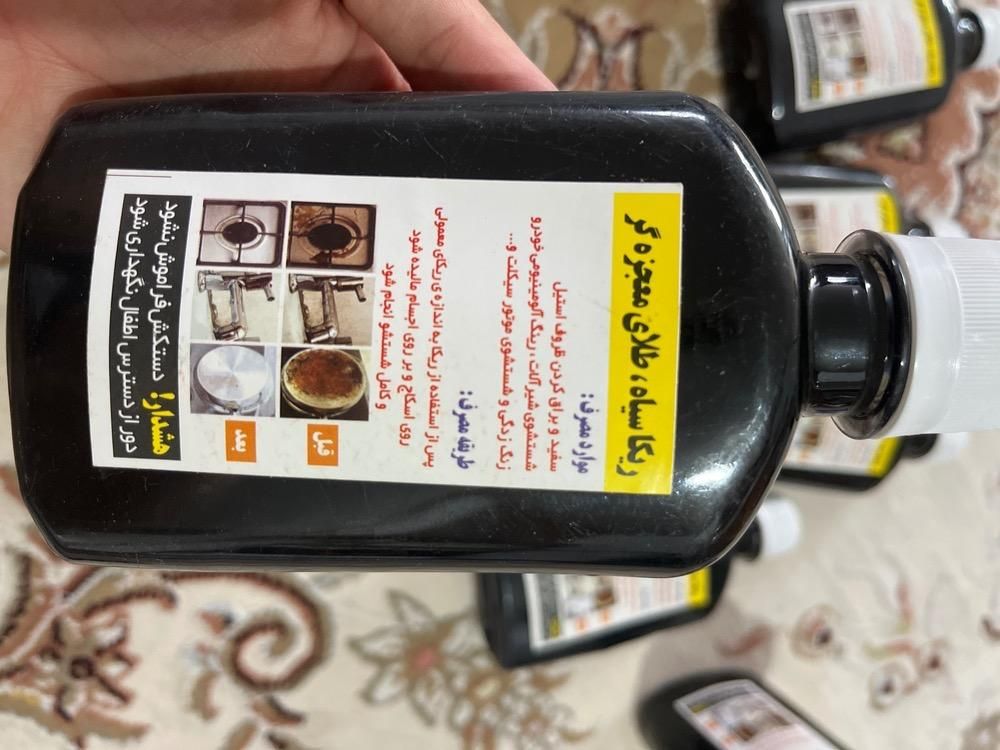 ریکا سیاه، طلای معجزه گر
موارد مصرف:
سفید و براق کردن ظروف استیل
شستشوی شیرآلات، رینگ آلومینیومی خودرو
زنگ زدگی و شستشوی موتور سیکلت و...
طریقه مصرف:
پس از استفاده از ریکا به اندازه ی ریکای معمولی
روی اسکاج و بر روی اجسام مالیده شود
و کامل شستشو انجام شود
قبل
بعد
هشدار! دستکش فراموش نشود
دور از دسترس اطفال نگهداری شود